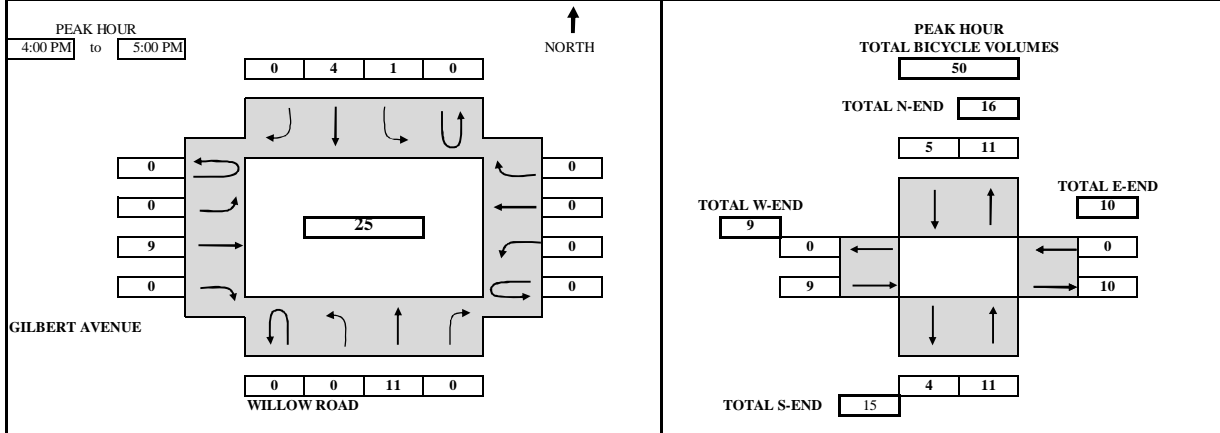 PEAK HOUR
4:00 PM to 5:00 PM
NORTH
0 4 1 0
0 0
0 0
25
9 0
0 0
GILBERT AVENUE
0 0 11 0
WILLOW ROAD
PEAK HOUR
TOTAL BICYCLE VOLUMES
50
TOTAL N-END 16
5 11
TOTAL E-END
10
TOTAL W-END
9
0 0
9 10
4 11
TOTAL S-END 15